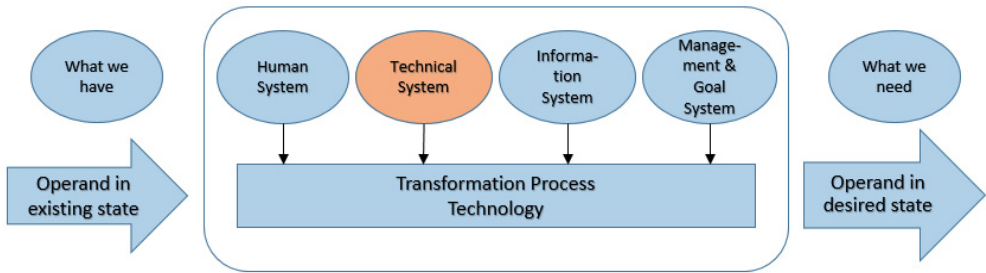 What we
have
Human
System
Technical
System
Informa-
tion
System
Manage-
ment &
Goal
System
What we
need
Operand in
existing state
Transformation Process
Technology
Operand in
desired state